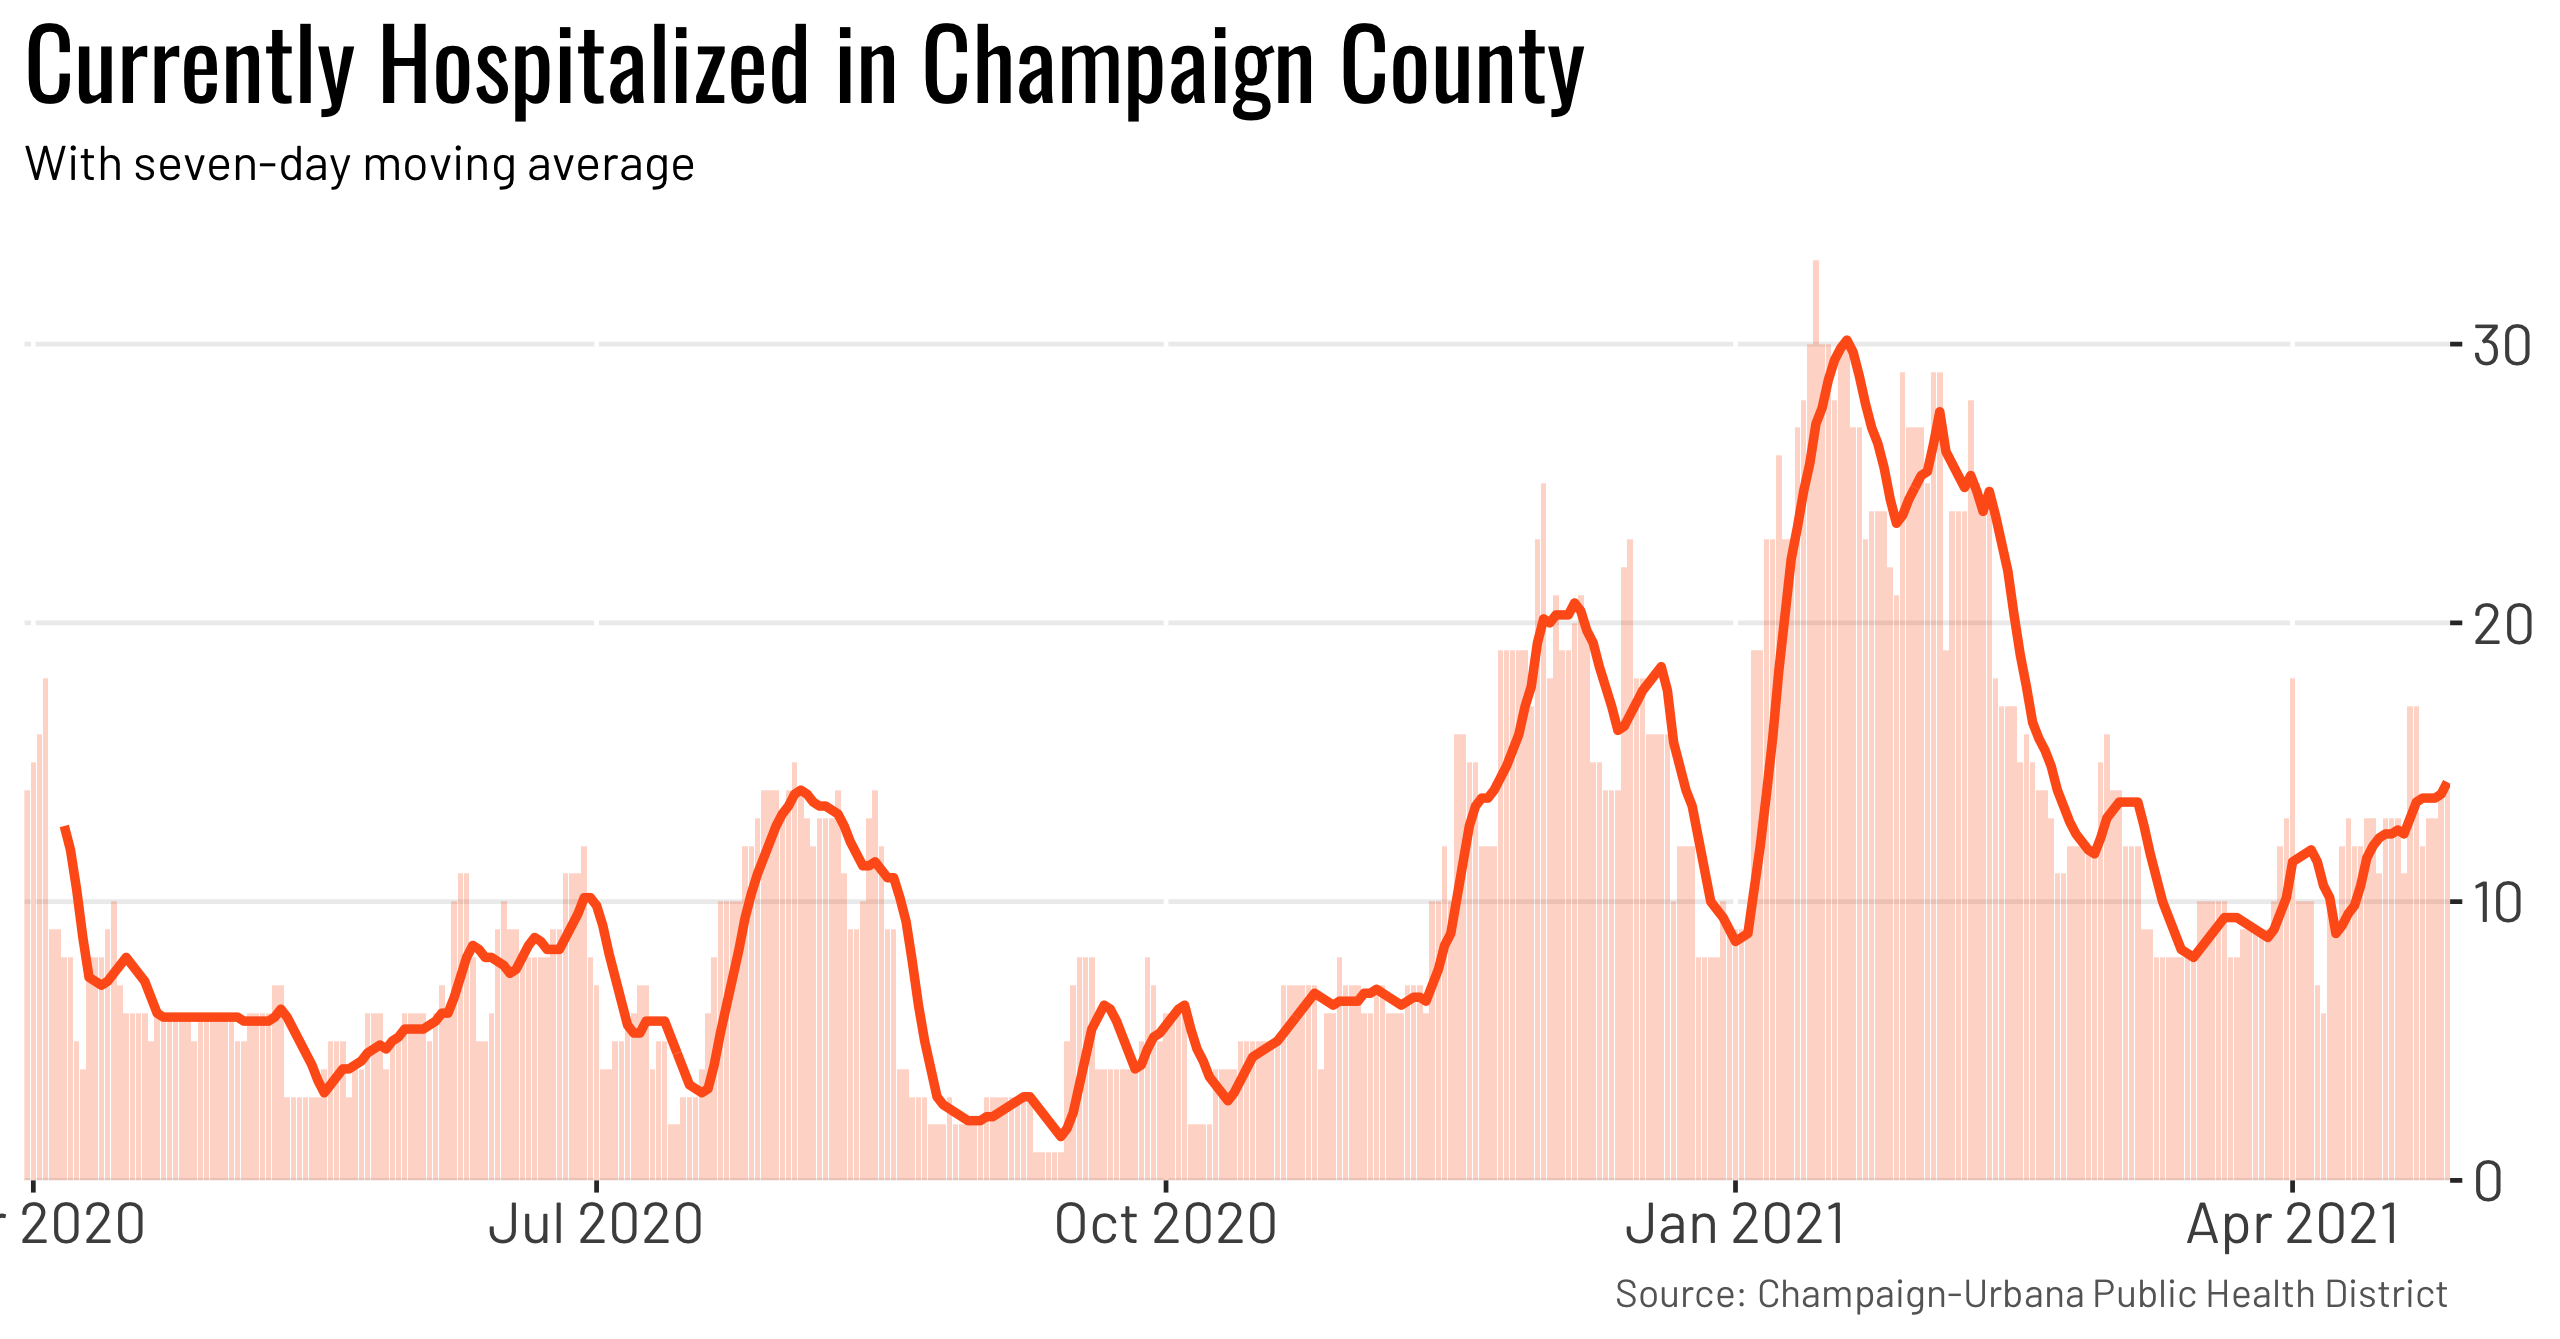 Currently Hospitalized in Champaign County
With seven-day moving average
30
20
10
0
2020 Jul 2020 Oct 2020 Jan 2021 Apr 2021
Source: Champaign-Urbana Public Health District